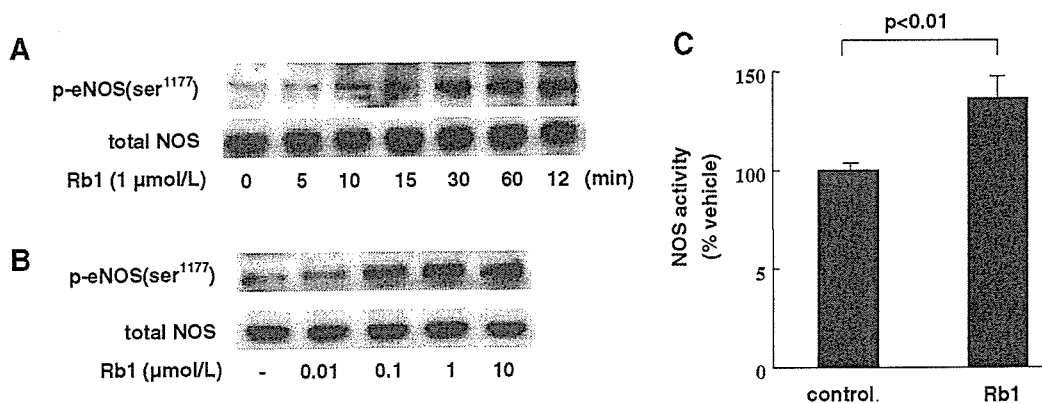 A
p-eNOS(ser1177)
total NOS
Rb1 (1 µmol/L) 0 5 10 15 30 60 12 (min)
B
p-eNOS(ser1177)
total NOS
Rb1 (µmol/L) - 0.01 0.1 1 10
C
p<0.01
NOS activity
(% vehicle)
150
100
5
0
control. Rb1